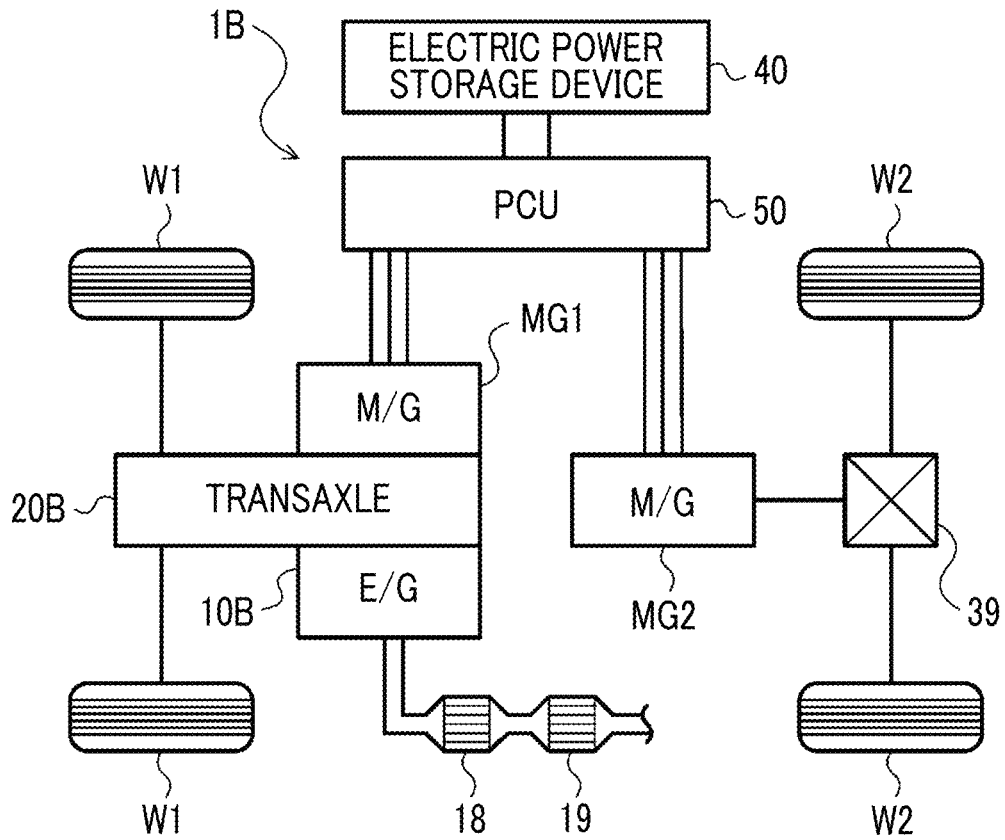 1B
ELECTRIC POWER
STORAGE DEVICE
40
W1
PCU
50
W2
MG1
M/G
20B
TRANSAXLE
M/G
10B
E/G
MG2
39
W1
18
19
W2